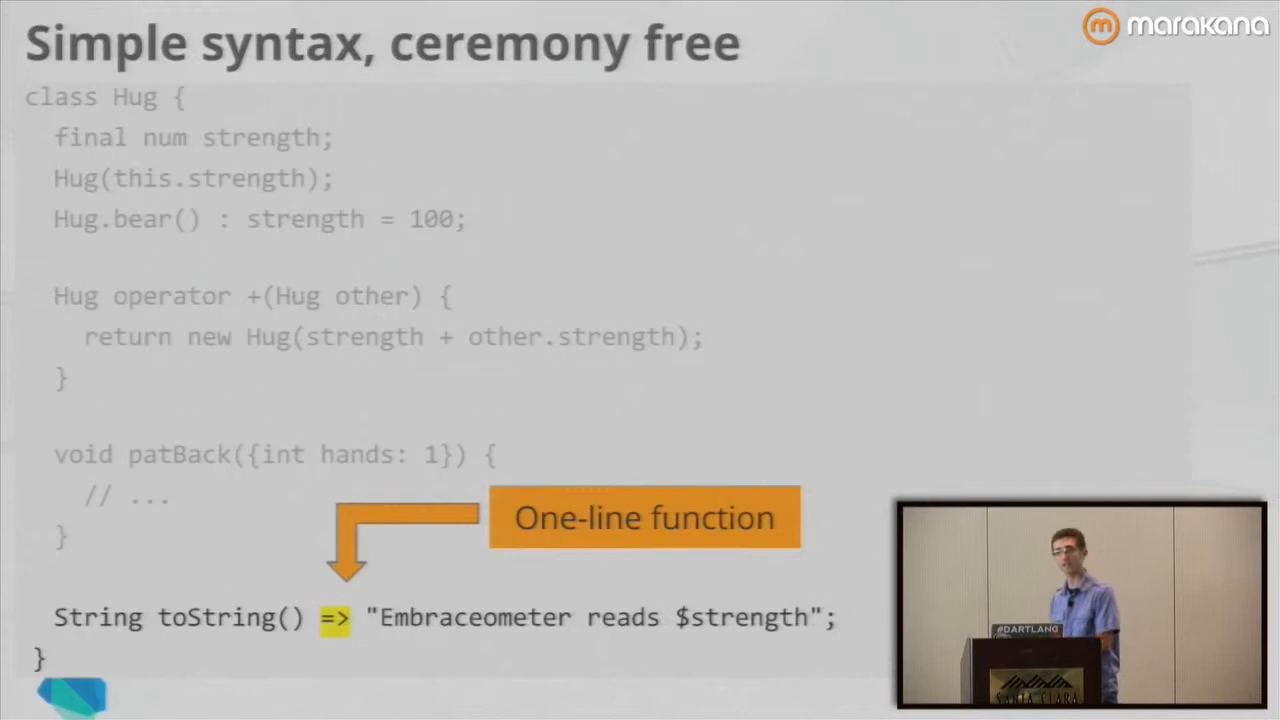 Simple syntax, ceremony free
marakana
class Hug {
final num strength;
Hug(this.strength);
Hug.bear() : strength = 100;
Hug operator +(Hug other) {
return new Hug(strength + other.strength);
}
void patBack({int hands: 1}) {
// ...
}
One-line function
String toString() => "Embraceometer reads $strength";
}
#DARTLANG
SANTA CLARA